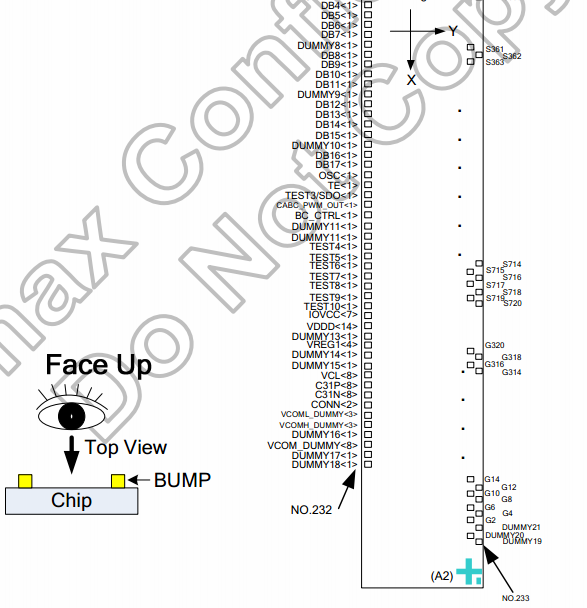 DB4<1>
DB5<1>
DB6<1>
DB7<1>
DUMMY8<1>
DB8<1>
DB9<1>
DB10<1>
DB11<1>
DUMMY9<1>
DB12<1>
DB13<1>
DB14<1>
DB15<1>
DUMMY10<1>
DB16<1>
DB17<1>
OSC<1>
TE<1>
TEST3/SDO<1>
CABC_PWM_OUT<1>
BC_CTRL<1>
DUMMY11<1>
DUMMY11<1>
TEST4<1>
TEST5<1>
TEST6<1>
TEST7<1>
TEST8<1>
TEST9<1>
TEST10<1>
IOVCC<7>
VDDD<14>
DUMMY13<1>
VREG1<4>
DUMMY14<1>
DUMMY15<1>
VCL<8>
C31P<8>
C31N<8>
CONN<2>
VCOML_DUMMY<3>
VCOMH_DUMMY<3>
DUMMY16<1>
VCOM_DUMMY<8>
DUMMY17<1>
DUMMY18<1>
NO.232
Y
X
S361
S362
S363
S714
S715
S716
S717
S718
S719
S720
G320
G318
G316
G314
G14
G12
G10
G8
G6
G4
G2
DUMMY21
DUMMY20
DUMMY19
(A2)
NO.233
Face Up
Top View
BUMP
Chip
Do Not Copy